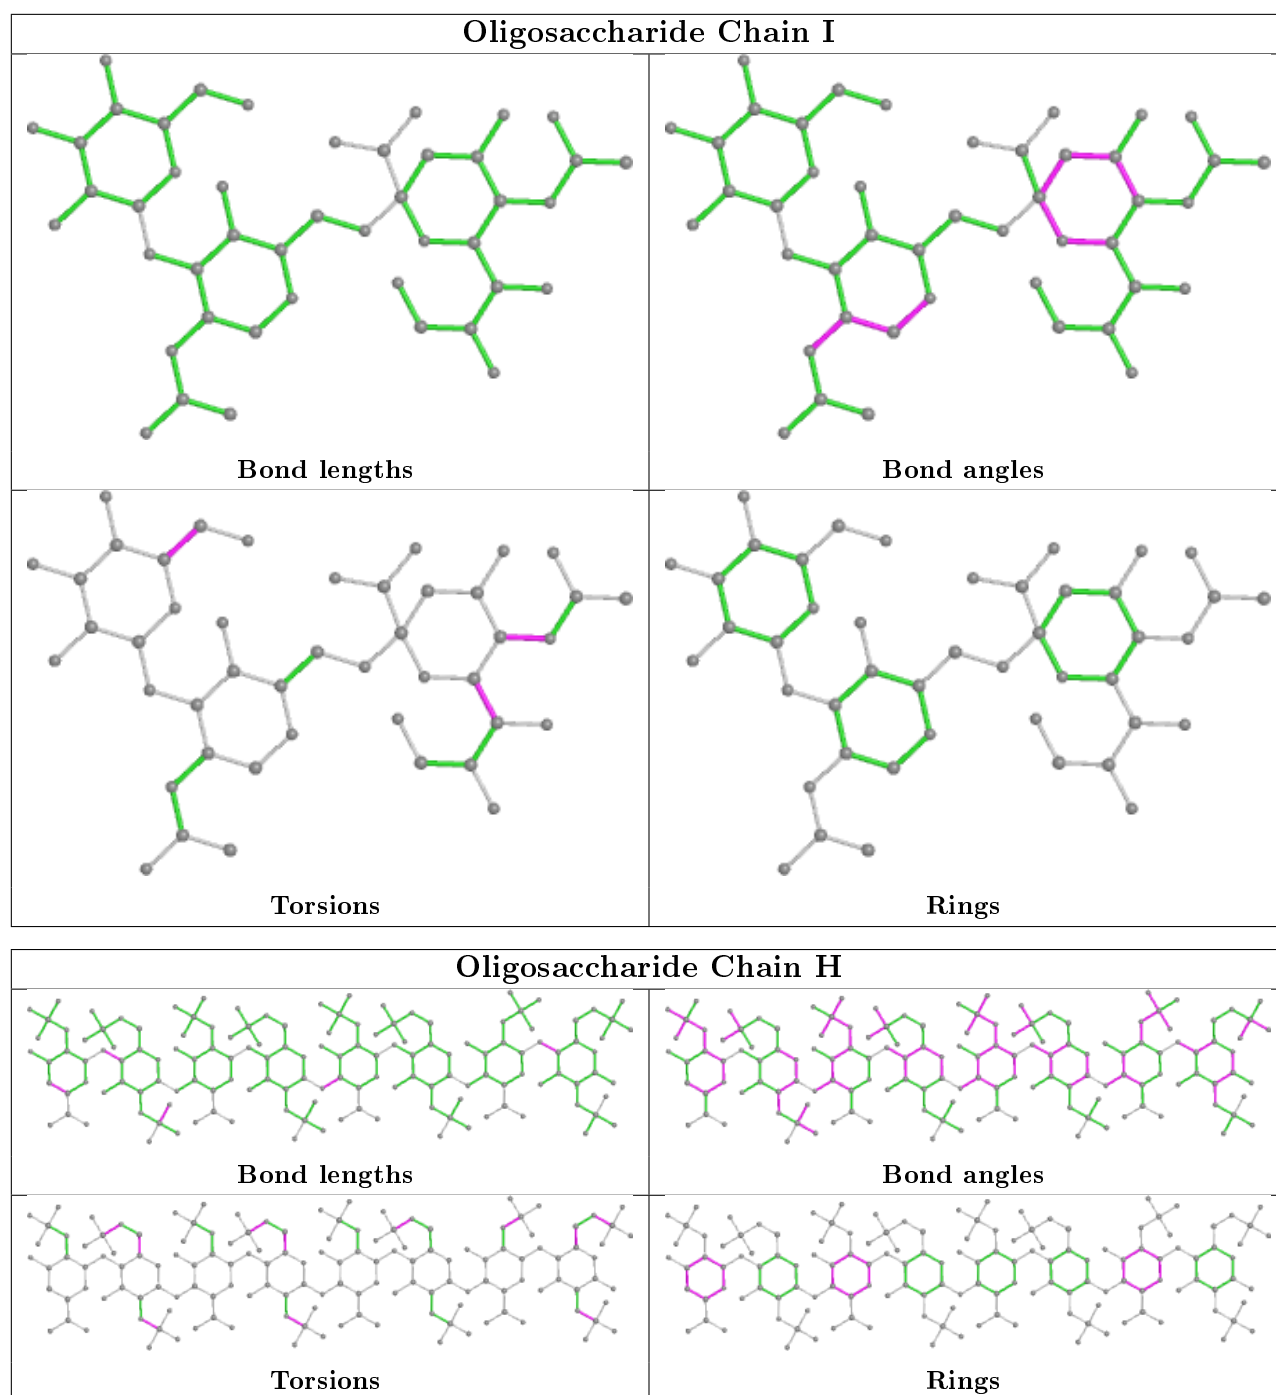 Oligosaccharide Chain I
Bond lengths
Bond angles
Torsions
Rings
Oligosaccharide Chain H
Bond lengths
Bond angles
Torsions
Rings